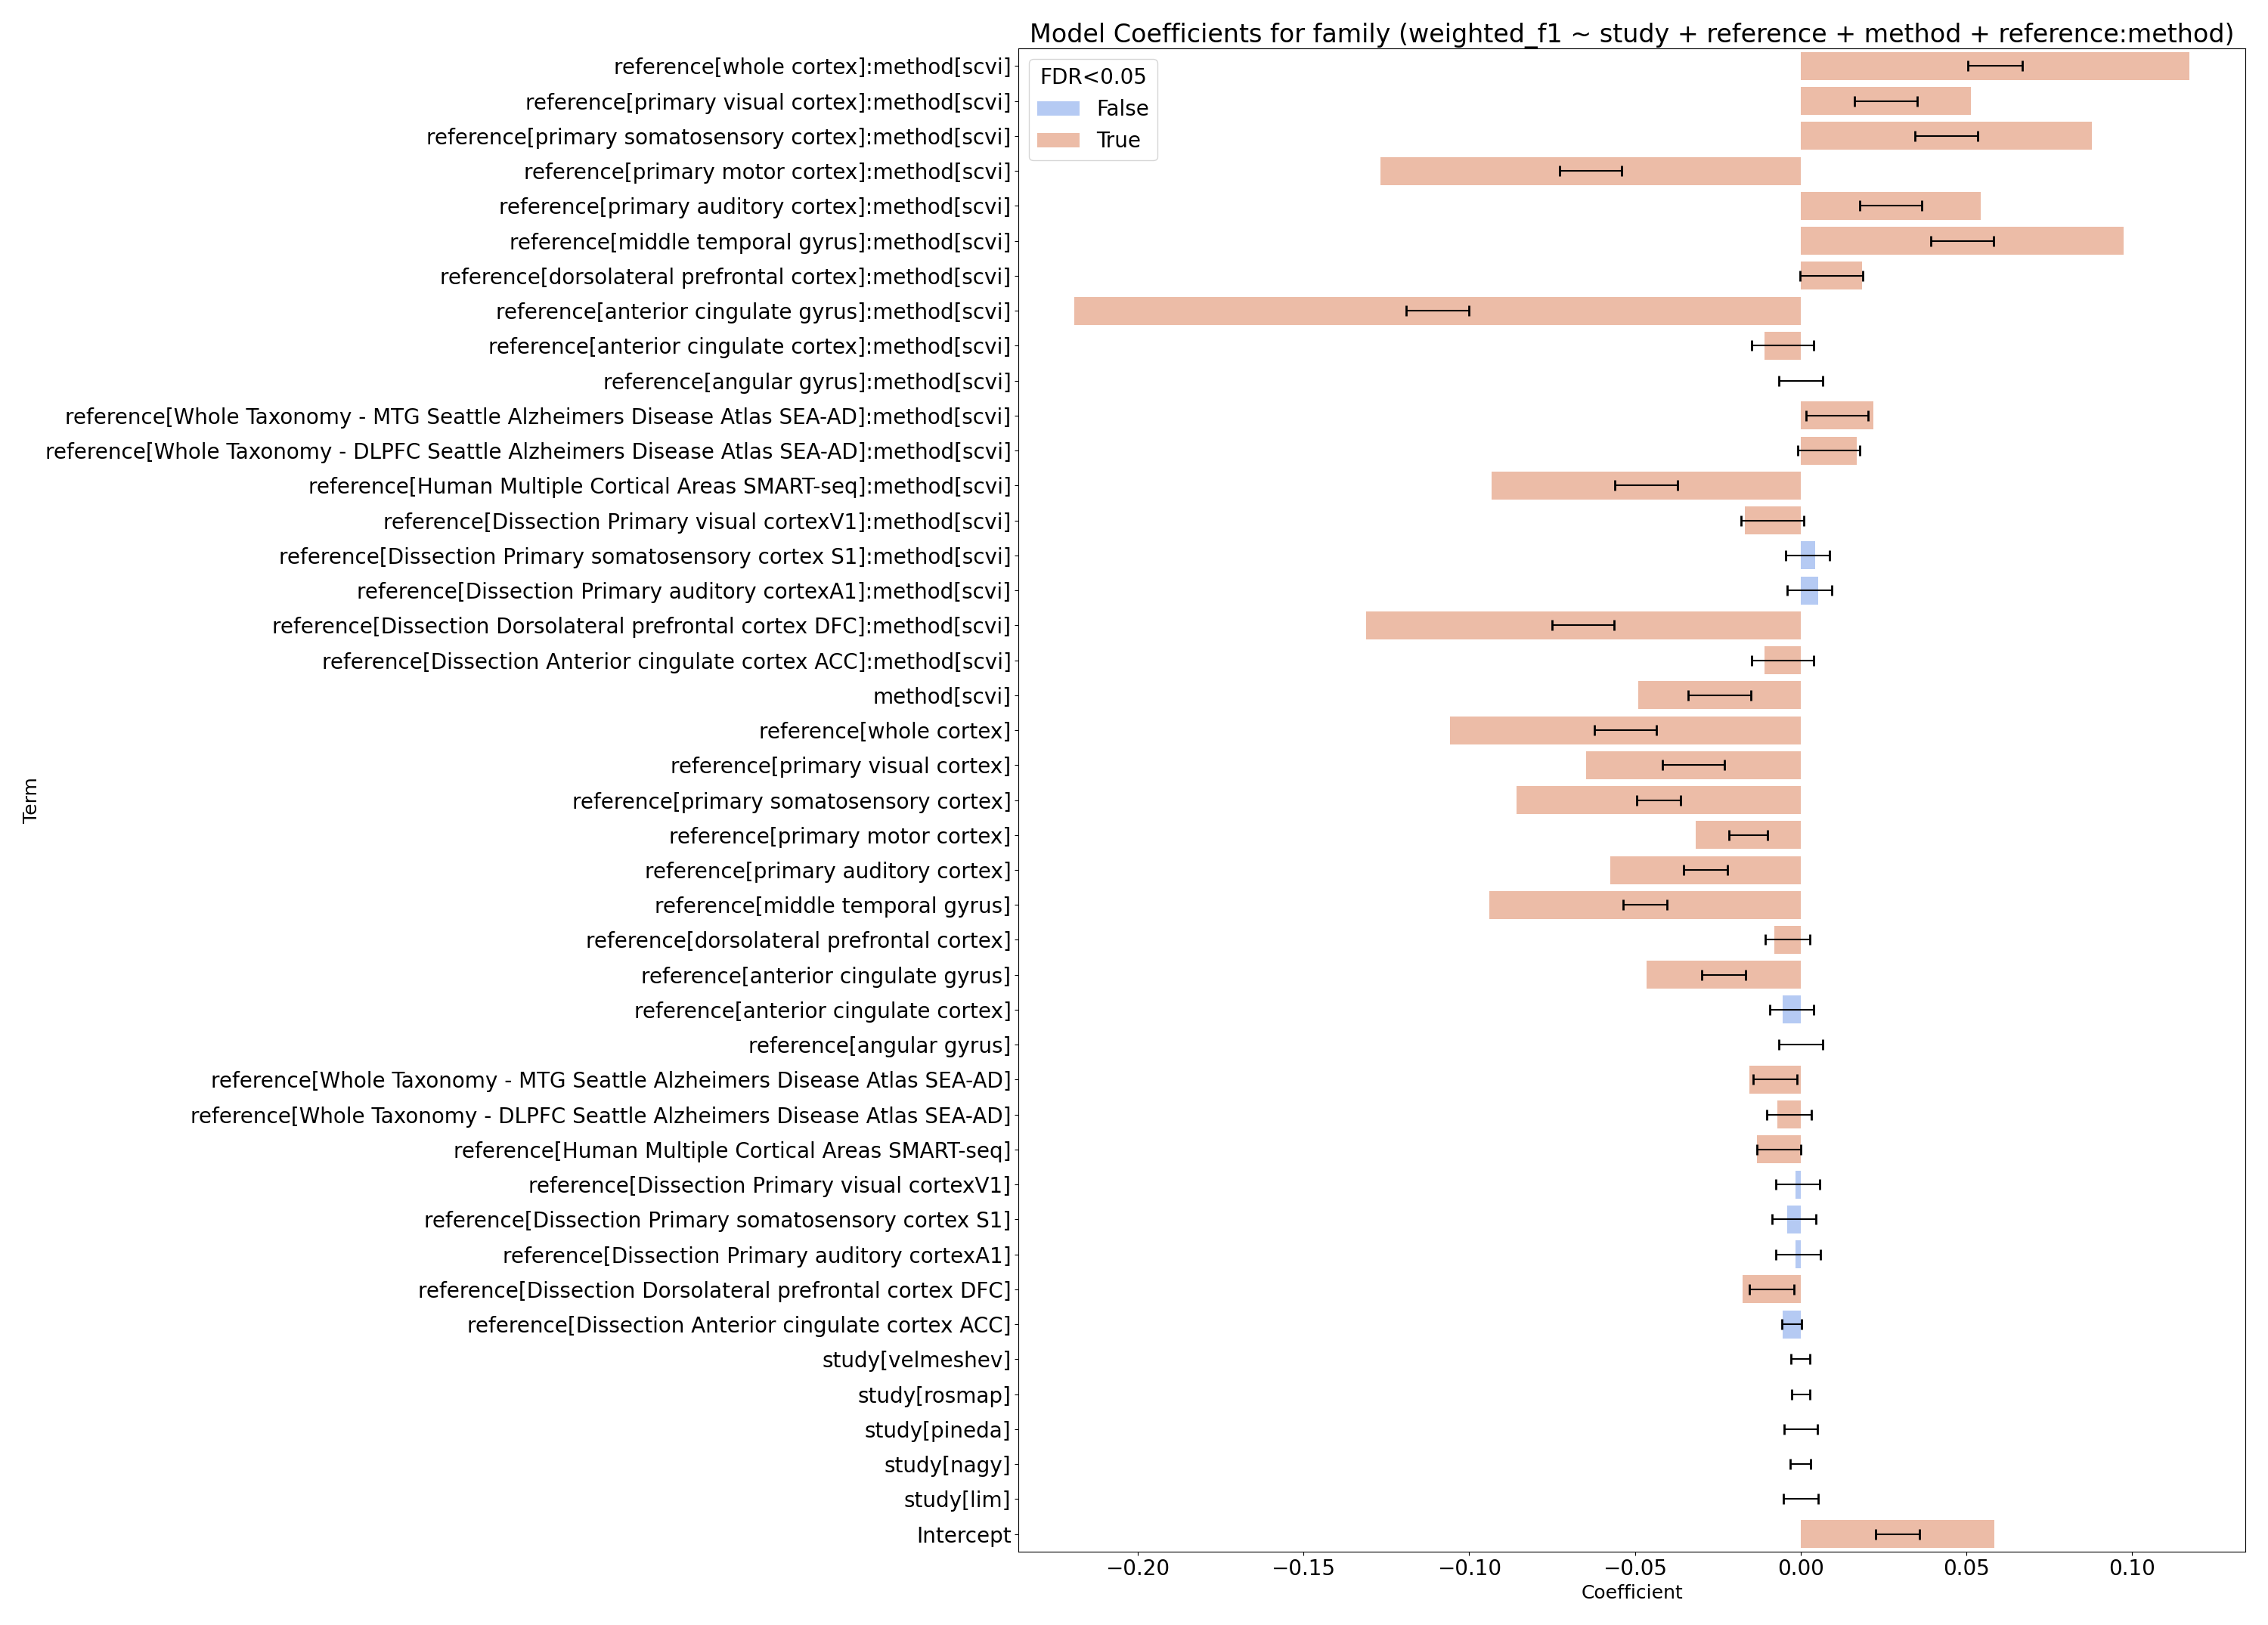 Model Coefficients for family (weighted_f1 ~ study + reference + method + reference:method)
FDR<0.05
False
True
reference[whole cortex]:method[scvi]
reference[primary visual cortex]:method[scvi]
reference[primary somatosensory cortex]:method[scvi]
reference[primary motor cortex]:method[scvi]
reference[primary auditory cortex]:method[scvi]
reference[middle temporal gyrus]:method[scvi]
reference[dorsolateral prefrontal cortex]:method[scvi]
reference[anterior cingulate gyrus]:method[scvi]
reference[anterior cingulate cortex]:method[scvi]
reference[angular gyrus]:method[scvi]
reference[Whole Taxonomy - MTG Seattle Alzheimers Disease Atlas SEA-AD]:method[scvi]
reference[Whole Taxonomy - DLPFC Seattle Alzheimers Disease Atlas SEA-AD]:method[scvi]
reference[Human Multiple Cortical Areas SMART-seq]:method[scvi]
reference[Dissection Primary visual cortexV1]:method[scvi]
reference[Dissection Primary somatosensory cortex S1]:method[scvi]
reference[Dissection Primary auditory cortexA1]:method[scvi]
reference[Dissection Dorsolateral prefrontal cortex DFC]:method[scvi]
reference[Dissection Anterior cingulate cortex ACC]:method[scvi]
method[scvi]
reference[whole cortex]
reference[primary visual cortex]
reference[primary somatosensory cortex]
reference[primary motor cortex]
reference[primary auditory cortex]
reference[middle temporal gyrus]
reference[dorsolateral prefrontal cortex]
reference[anterior cingulate gyrus]
reference[anterior cingulate cortex]
reference[angular gyrus]
reference[Whole Taxonomy - MTG Seattle Alzheimers Disease Atlas SEA-AD]
reference[Whole Taxonomy - DLPFC Seattle Alzheimers Disease Atlas SEA-AD]
reference[Human Multiple Cortical Areas SMART-seq]
reference[Dissection Primary visual cortexV1]
reference[Dissection Primary somatosensory cortex S1]
reference[Dissection Primary auditory cortexA1]
reference[Dissection Dorsolateral prefrontal cortex DFC]
reference[Dissection Anterior cingulate cortex ACC]
study[velmeshev]
study[rosmap]
study[pineda]
study[nagy]
study[lim]
Intercept
Term
−0.20 −0.15 −0.10 −0.05 0.00 0.05 0.10
Coefficient